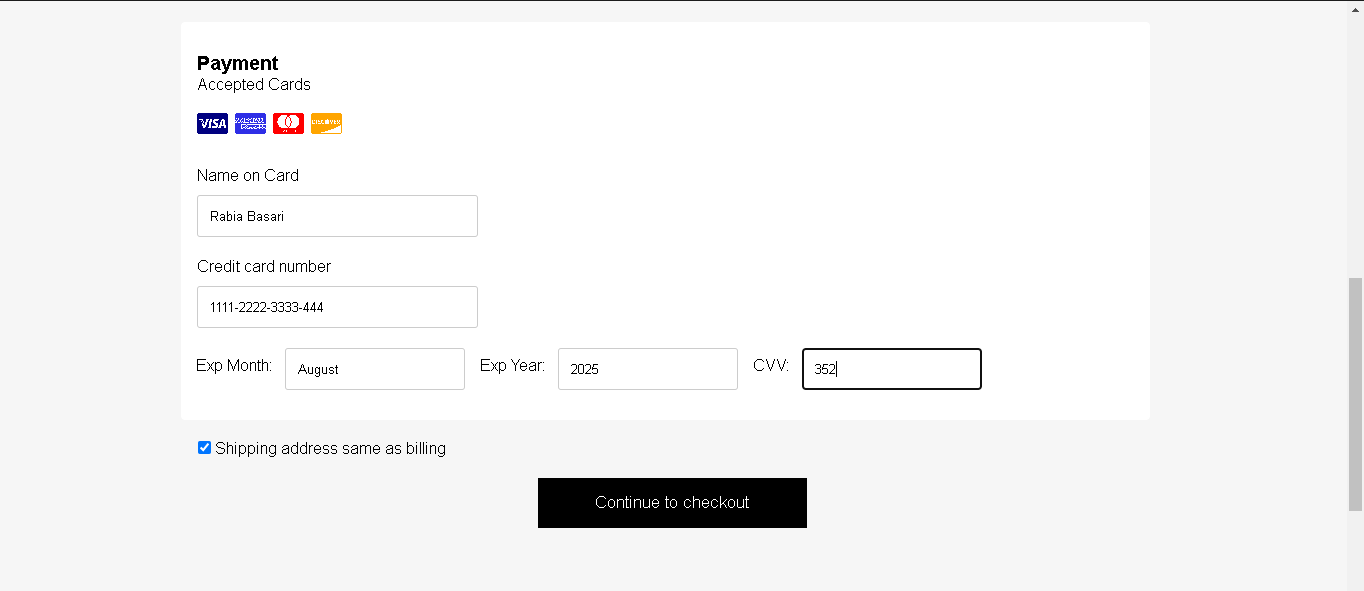 Payment
Accepted Cards
VISA DISCOVER
Name on Card
Rabia Basari
Credit card number
1111-2222-3333-444
Exp Month: August Exp Year: 2025 CVV: 352
Shipping address same as billing
Continue to checkout